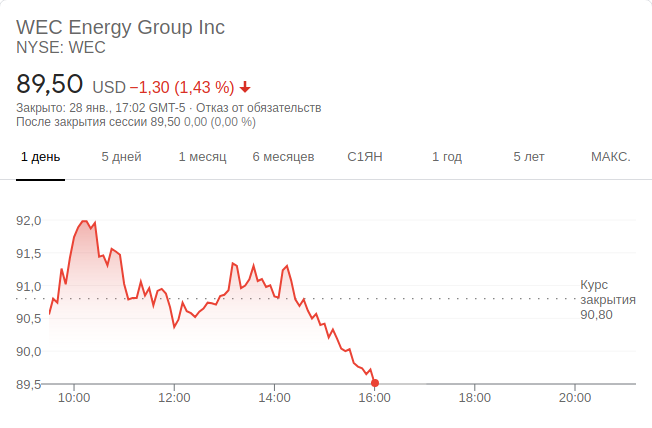 WEC Energy Group Inc
NYSE: WEC
89,50 USD −1,30 (1,43 %)
Закрыто: 28 янв., 17:02 GMT-5 · Отказ от обязательств
После закрытия сессии 89,50 0,00 (0,00 %)
1 день 5 дней 1 месяц 6 месяцев С1ЯН 1 год 5 лет МАКС.
92,0
91,5
91,0
90,5
90,0
89,5
Курс
закрытия
90,80
10:00 12:00 14:00 16:00 18:00 20:00